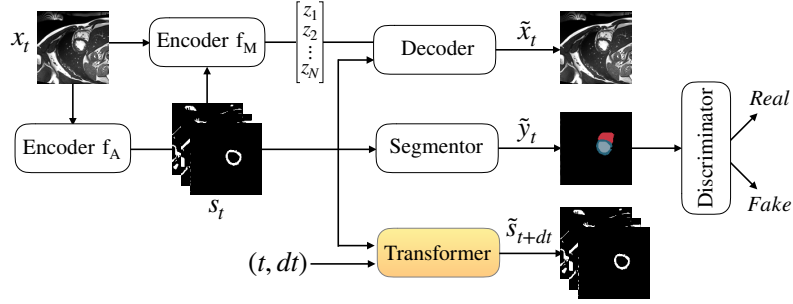 x_t
Encoder f_M
z_1
z_2
⋮
z_N
Decoder
x̃_t
Encoder f_A
s_t
Segmentor
ỹ_t
Discriminator
Real
Fake
(t, dt)
Transformer
s̃_{t+dt}